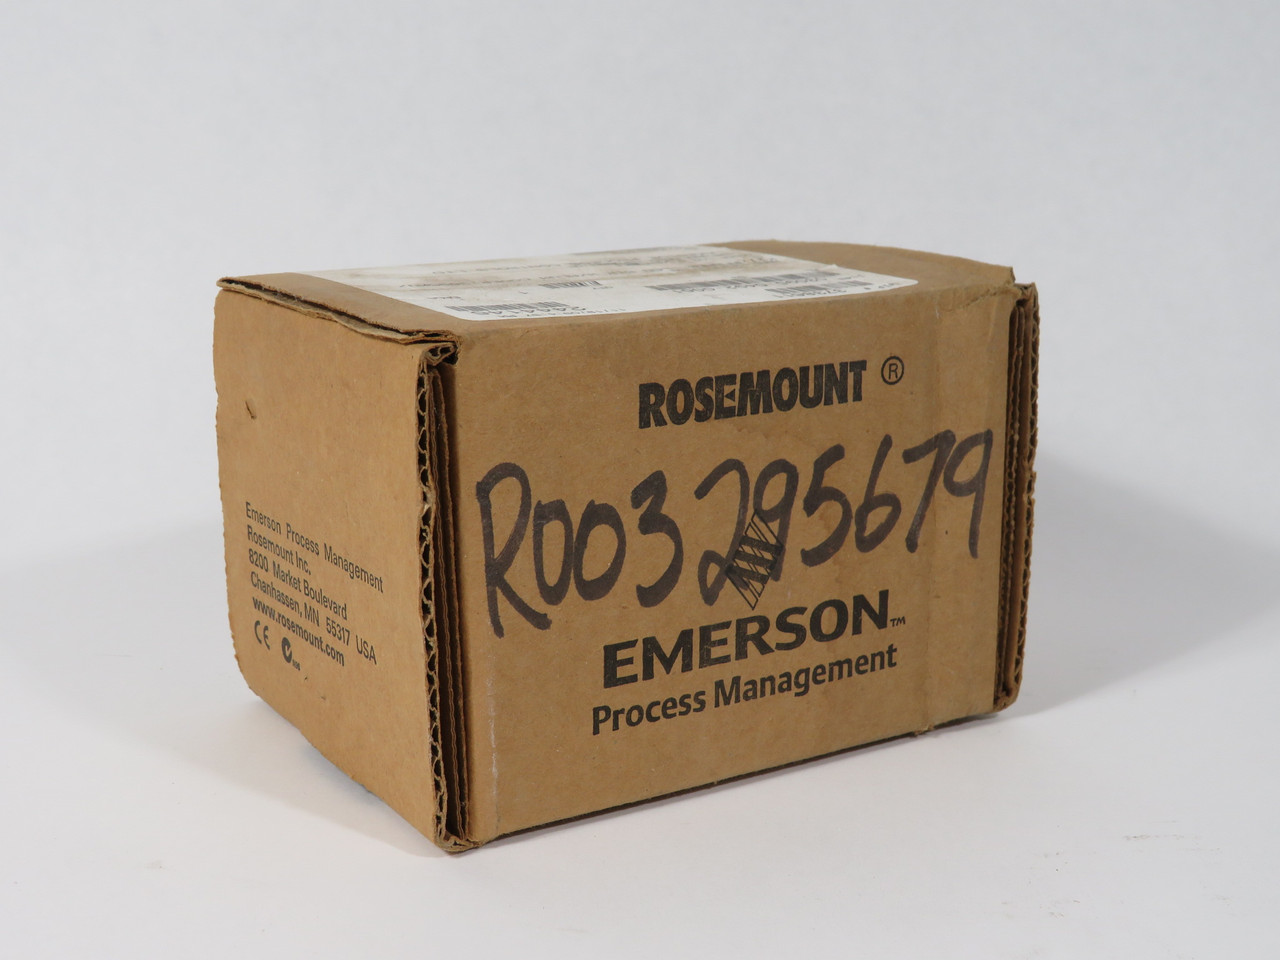 ROSEMOUNT ®
R003295679
EMERSON™
Process Management
Emerson Process Management
Rosemount Inc.
8200 Market Boulevard
Chanhassen, MN 55317 USA
www.rosemount.com
CE